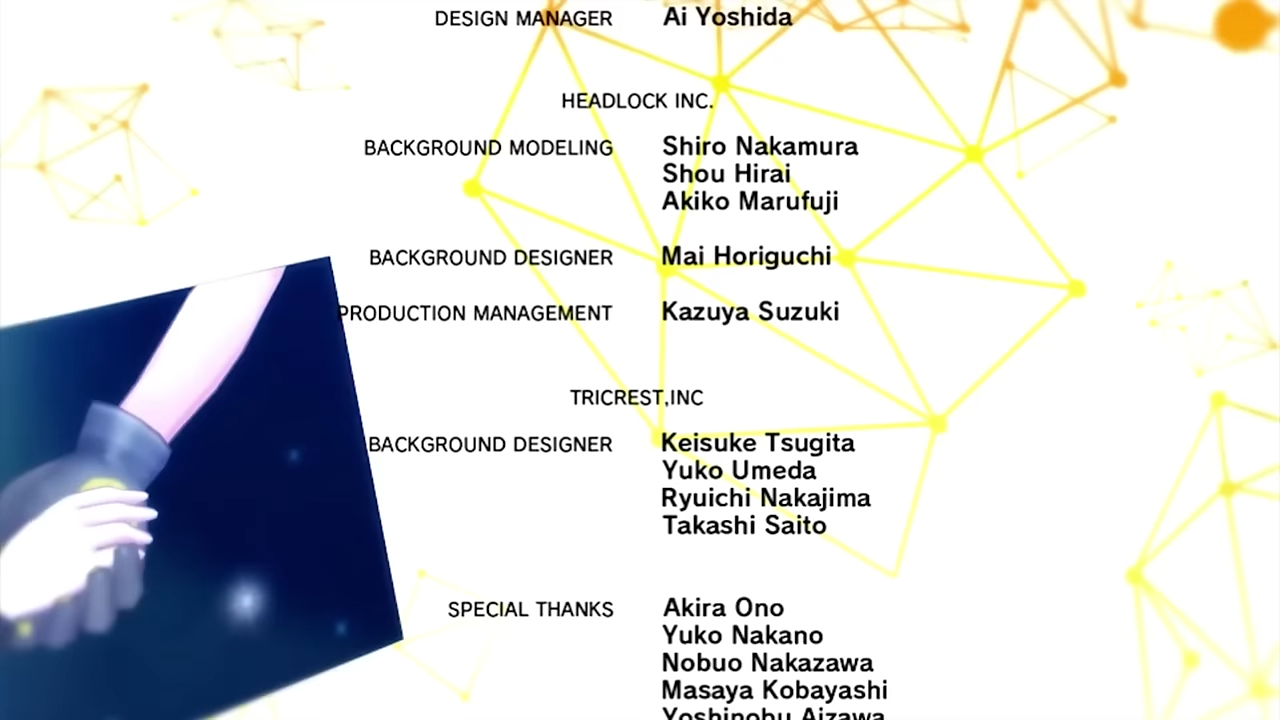 DESIGN MANAGER Ai Yoshida
HEADLOCK INC.
BACKGROUND MODELING Shiro Nakamura
Shou Hirai
Akiko Marufuji
BACKGROUND DESIGNER Mai Horiguchi
PRODUCTION MANAGEMENT Kazuya Suzuki
TRICREST,INC
BACKGROUND DESIGNER Keisuke Tsugita
Yuko Umeda
Ryuichi Nakajima
Takashi Saito
SPECIAL THANKS Akira Ono
Yuko Nakano
Nobuo Nakazawa
Masaya Kobayashi
Yoshinobu Aizawa